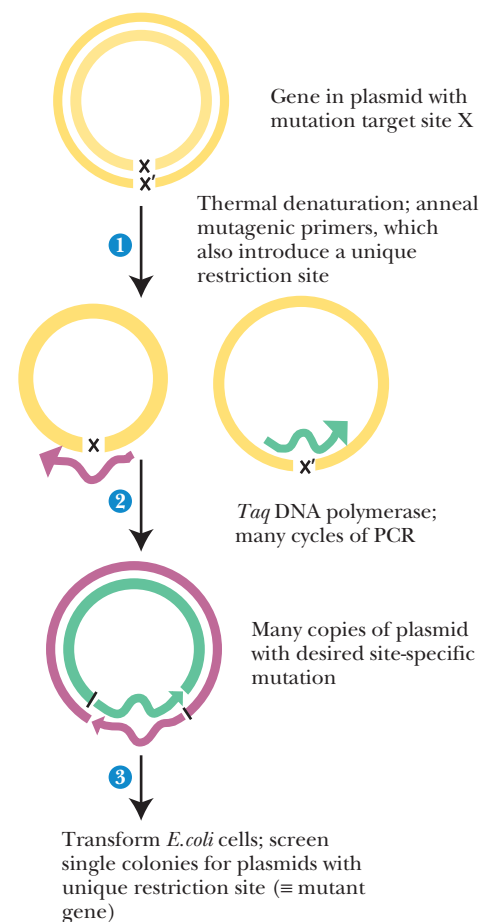 Gene in plasmid with
mutation target site X
X
X'
Thermal denaturation; anneal
mutagenic primers, which
also introduce a unique
restriction site
1
X
X'
2
Taq DNA polymerase;
many cycles of PCR
Many copies of plasmid
with desired site-specific
mutation
3
Transform E.coli cells; screen
single colonies for plasmids with
unique restriction site (≡ mutant
gene)